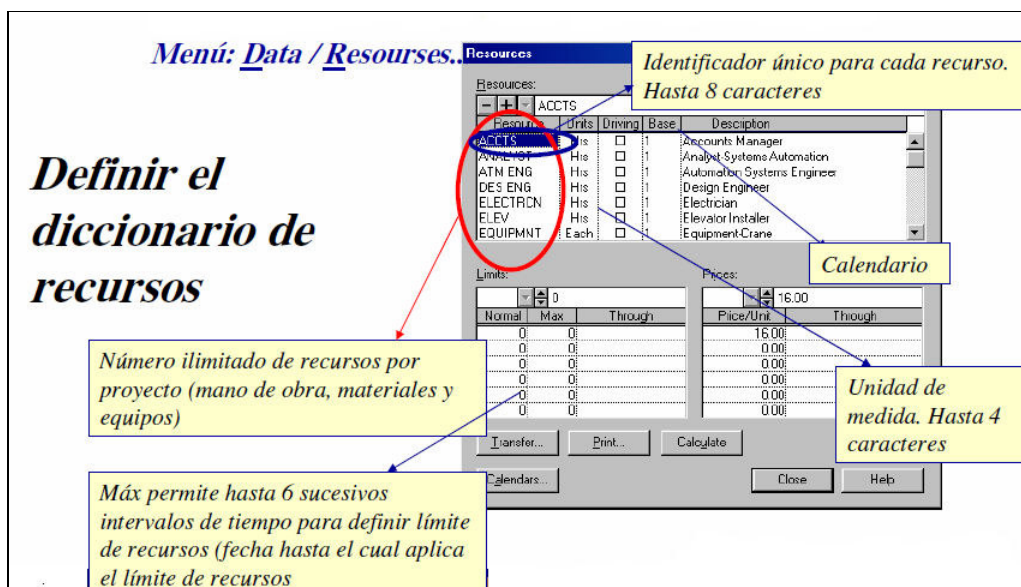 Menú: Data / Resourses..
Definir el
diccionario de
recursos
Resources
Identificador único para cada recurso.
Hasta 8 caracteres
Resources:
ACCTS
Resource Units Driving Base Description
ACCTS Hrs 1 Accounts Manager
ANALYST Hrs 1 Analyst-Systems Automation
ATM ENG Hrs 1 Automation Systems Engineer
DES ENG Hrs 1 Design Engineer
ELECTRCN Hrs 1 Electrician
ELEV Hrs 1 Elevator Installer
EQUIPMNT Each 1 Equipment-Crane
Calendario
Limits:
0
Normal Max Through
0 0
0 0
0 0
0 0
0 0
0 0
Prices:
16.00
Price/Unit Through
16.00
0.00
0.00
0.00
0.00
0.00
Número ilimitado de recursos por
proyecto (mano de obra, materiales y
equipos)
Unidad de
medida. Hasta 4
caracteres
Transfer... Print... Calculate
Calendars... Close Help
Máx permite hasta 6 sucesivos
intervalos de tiempo para definir límite
de recursos (fecha hasta el cual aplica
el límite de recursos